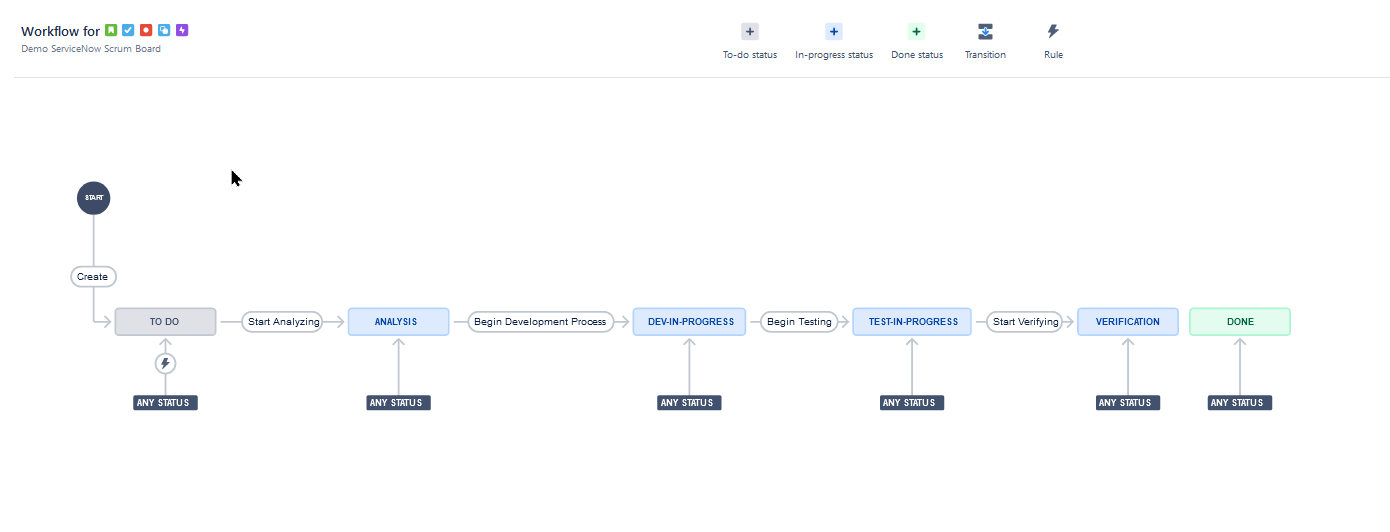 Workflow for
Demo ServiceNow Scrum Board
To-do status
In-progress status
Done status
Transition
Rule
START
Create
TO DO
Start Analyzing
ANALYSIS
Begin Development Process
DEV-IN-PROGRESS
Begin Testing
TEST-IN-PROGRESS
Start Verifying
VERIFICATION
DONE
ANY STATUS
ANY STATUS
ANY STATUS
ANY STATUS
ANY STATUS
ANY STATUS